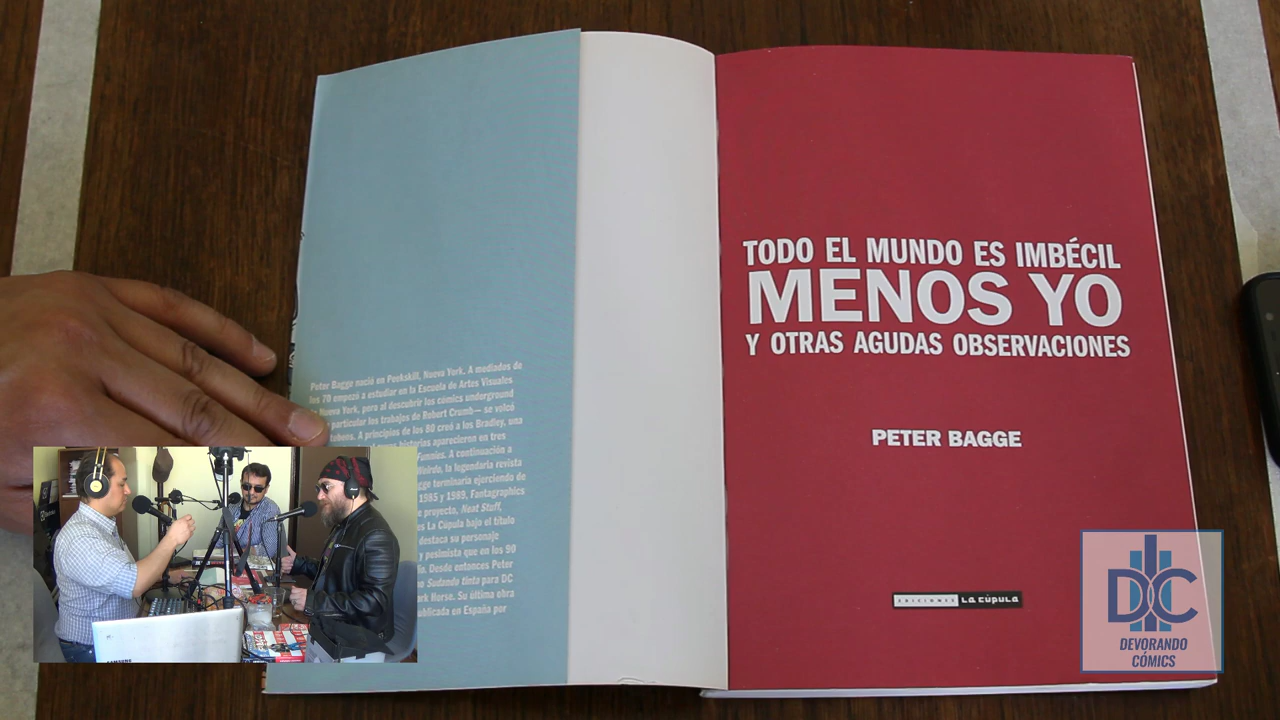 Peter Bagge nació en Peekskill, Nueva York. A mediados de
los 70 empezó a estudiar en la Escuela de Artes Visuales
Nueva York, pero al descubrir los cómics underground
particular los trabajos de Robert Crumb— se volcó
tebeos. A principios de los 80 creó a los Bradley, una
historias aparecieron en tres
Funnies. A continuación a
Weirdo, la legendaria revista
terminaría ejerciendo de
1985 y 1989, Fantagraphics
proyecto, Neat Stuff,
La Cúpula bajo el título
destaca su personaje
y pesimista que en los 90
Desde entonces Peter
Sudando tinta para DC
Horse. Su última obra
publicada en España por
TODO EL MUNDO ES IMBÉCIL
MENOS YO
Y OTRAS AGUDAS OBSERVACIONES
PETER BAGGE
EDICIONES LA CÚPULA
DC
DEVORANDO
CÓMICS